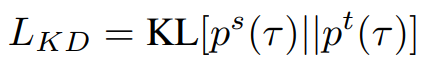 L_{KD} = KL[p^s(τ)||p^t(τ)]